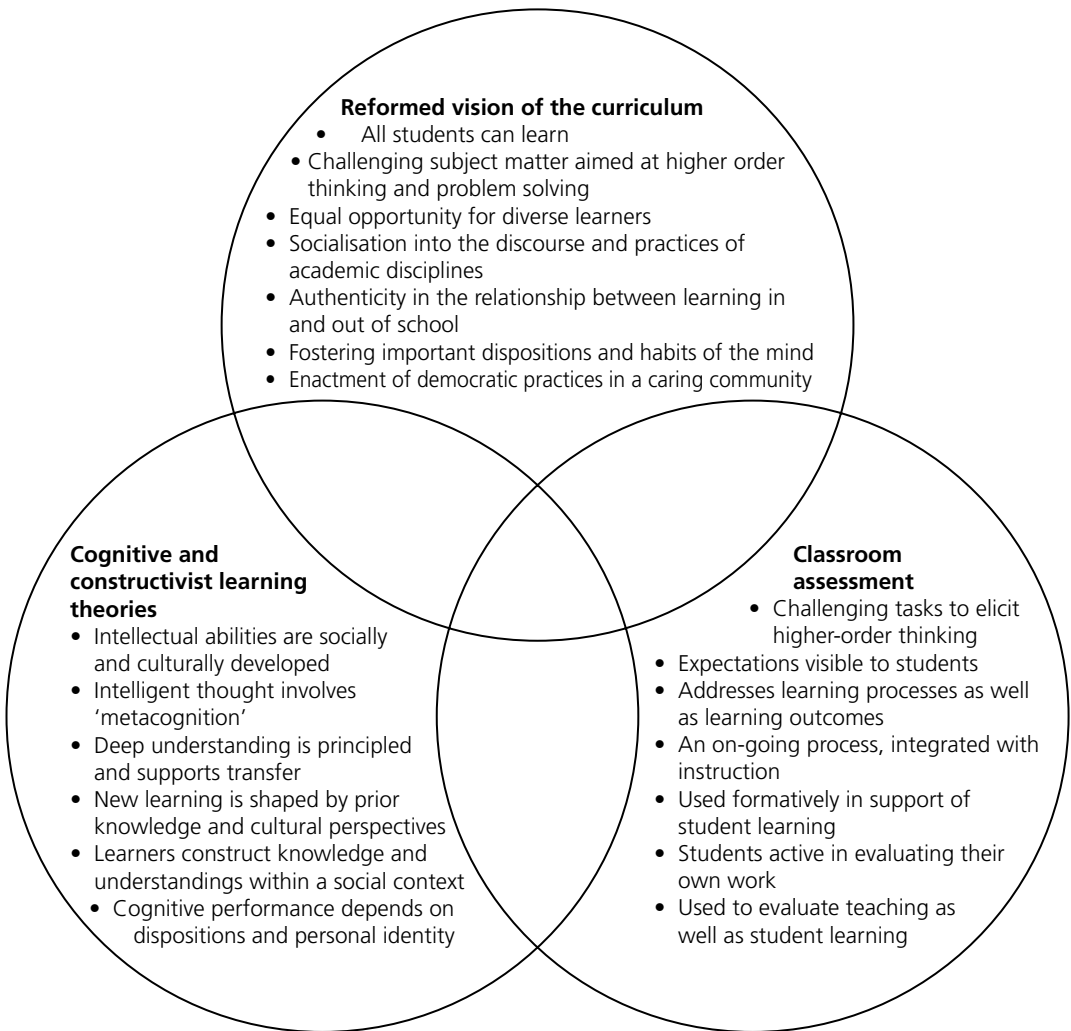 Reformed vision of the curriculum
• All students can learn
• Challenging subject matter aimed at higher order
thinking and problem solving
• Equal opportunity for diverse learners
• Socialisation into the discourse and practices of
academic disciplines
• Authenticity in the relationship between learning in
and out of school
• Fostering important dispositions and habits of the mind
• Enactment of democratic practices in a caring community
Cognitive and
constructivist learning
theories
• Intellectual abilities are socially
and culturally developed
• Intelligent thought involves
‘metacognition’
• Deep understanding is principled
and supports transfer
• New learning is shaped by prior
knowledge and cultural perspectives
• Learners construct knowledge and
understandings within a social context
• Cognitive performance depends on
dispositions and personal identity
Classroom
assessment
• Challenging tasks to elicit
higher-order thinking
• Expectations visible to students
• Addresses learning processes as well
as learning outcomes
• An on-going process, integrated with
instruction
• Used formatively in support of
student learning
• Students active in evaluating their
own work
• Used to evaluate teaching as
well as student learning